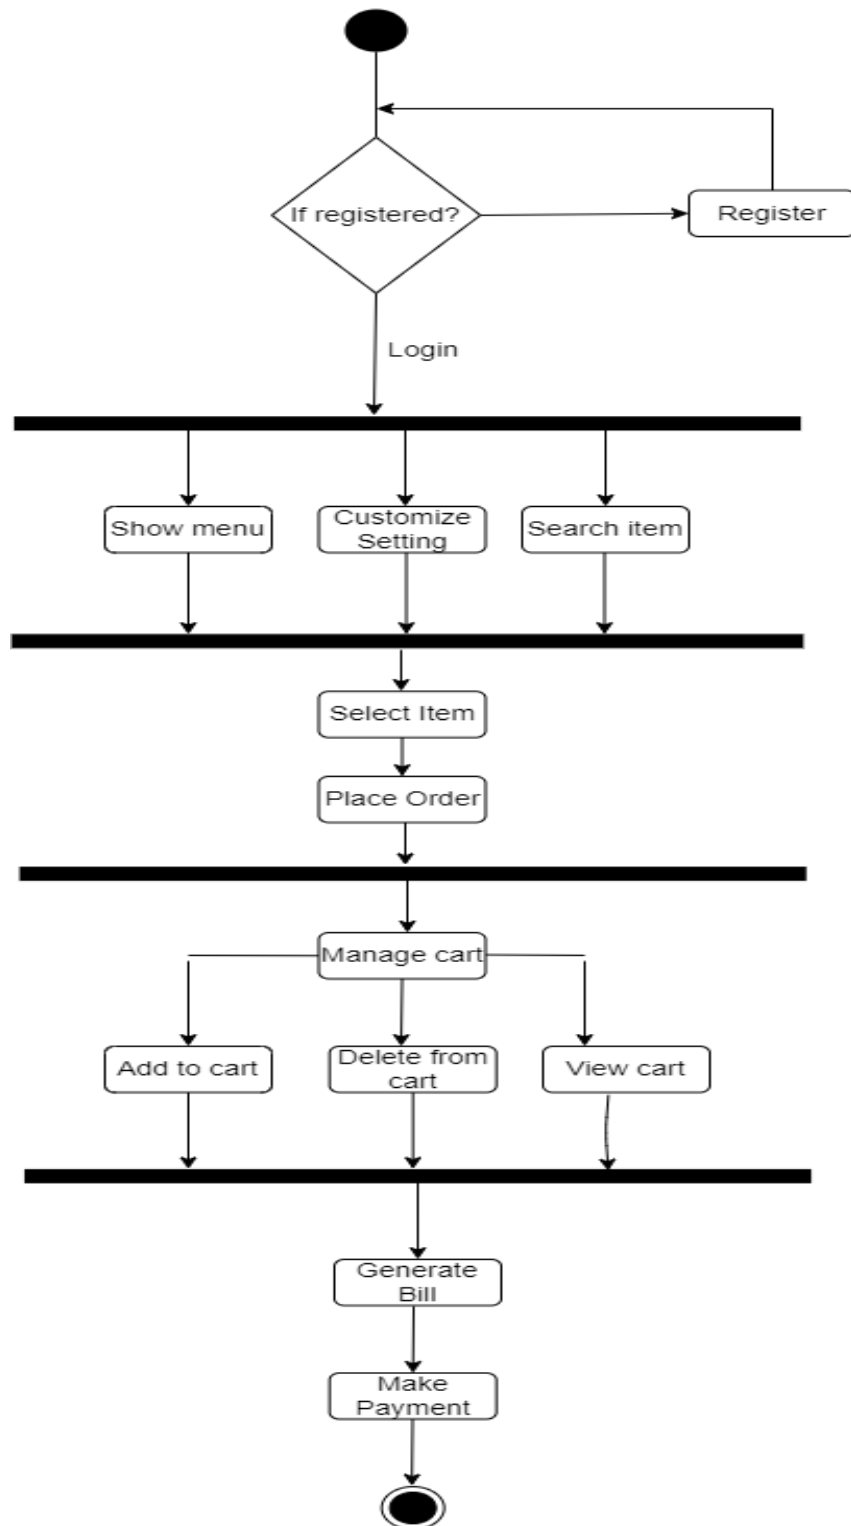 If registered?
Register
Login
Show menu
Customize
Setting
Search item
Select Item
Place Order
Manage cart
Add to cart
Delete from
cart
View cart
Generate
Bill
Make
Payment